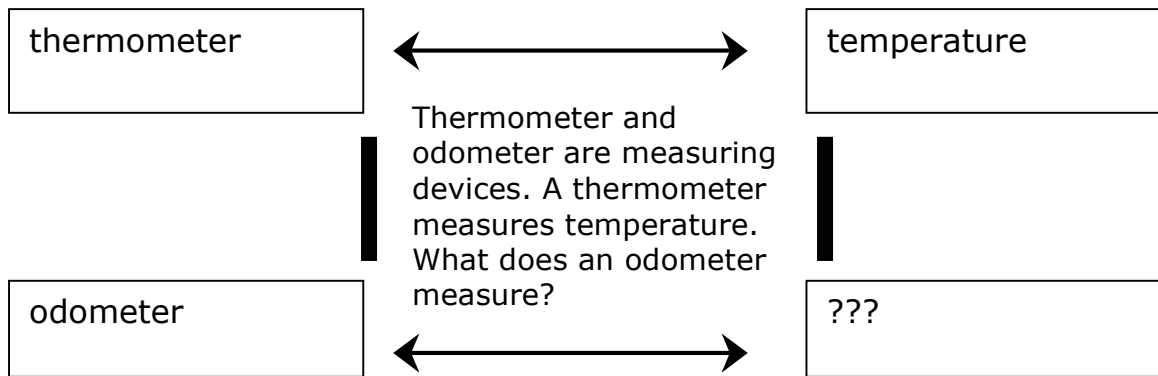 thermometer
temperature
Thermometer and
odometer are measuring
devices. A thermometer
measures temperature.
What does an odometer
measure?
odometer
???